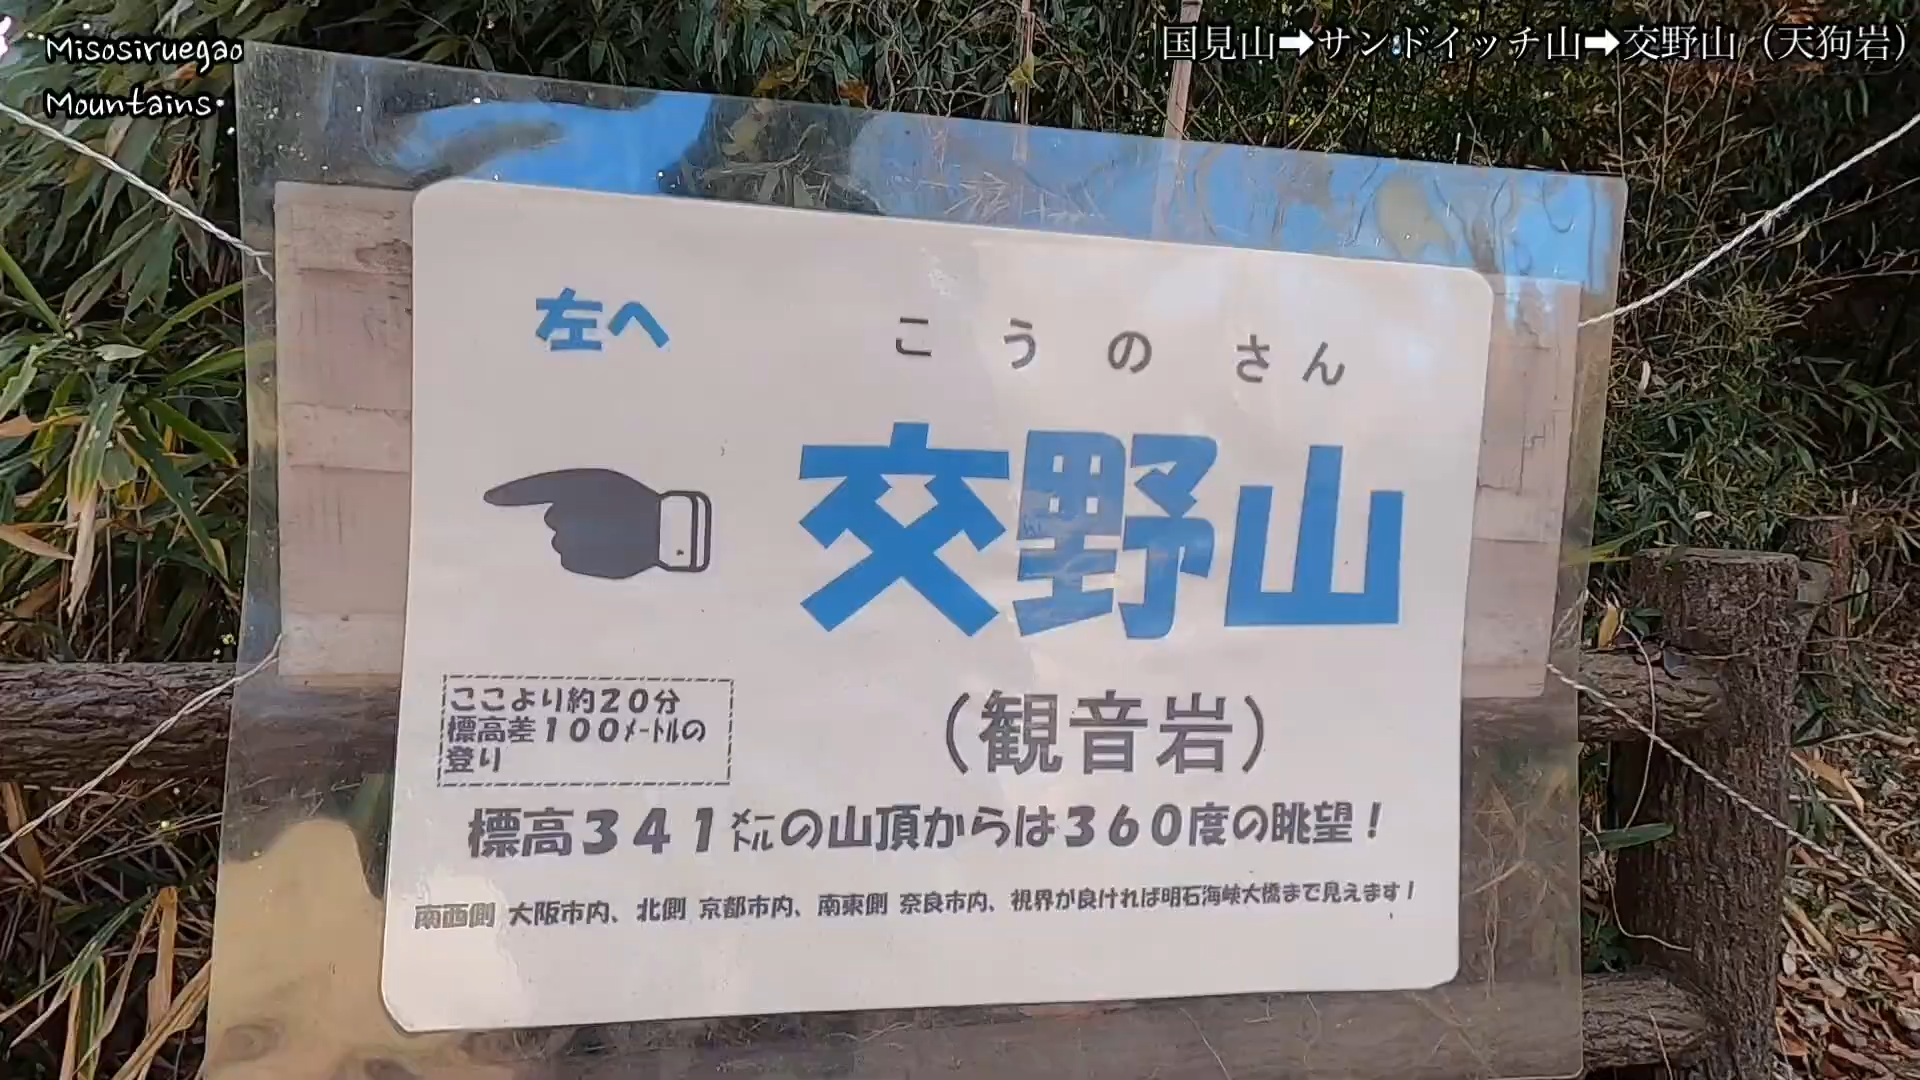 Misosiruegao
Mountains
国見山➡サンドイッチ山➡交野山（天狗岩）
左へ
こうのさん
交野山
（観音岩）
ここより約２０分
標高差１００ﾒｰﾄﾙの
登り
標高３４１㍍の山頂からは３６０度の眺望！
南西側 大阪市内、北側 京都市内、南東側 奈良市内、視界が良ければ明石海峡大橋まで見えます！